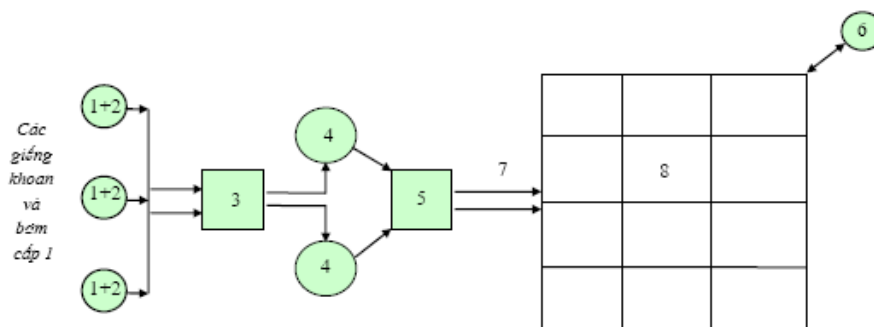 Các
giếng
khoan
và
bơm
cấp 1
1+2
1+2
1+2
3
4
4
5
7
8
6